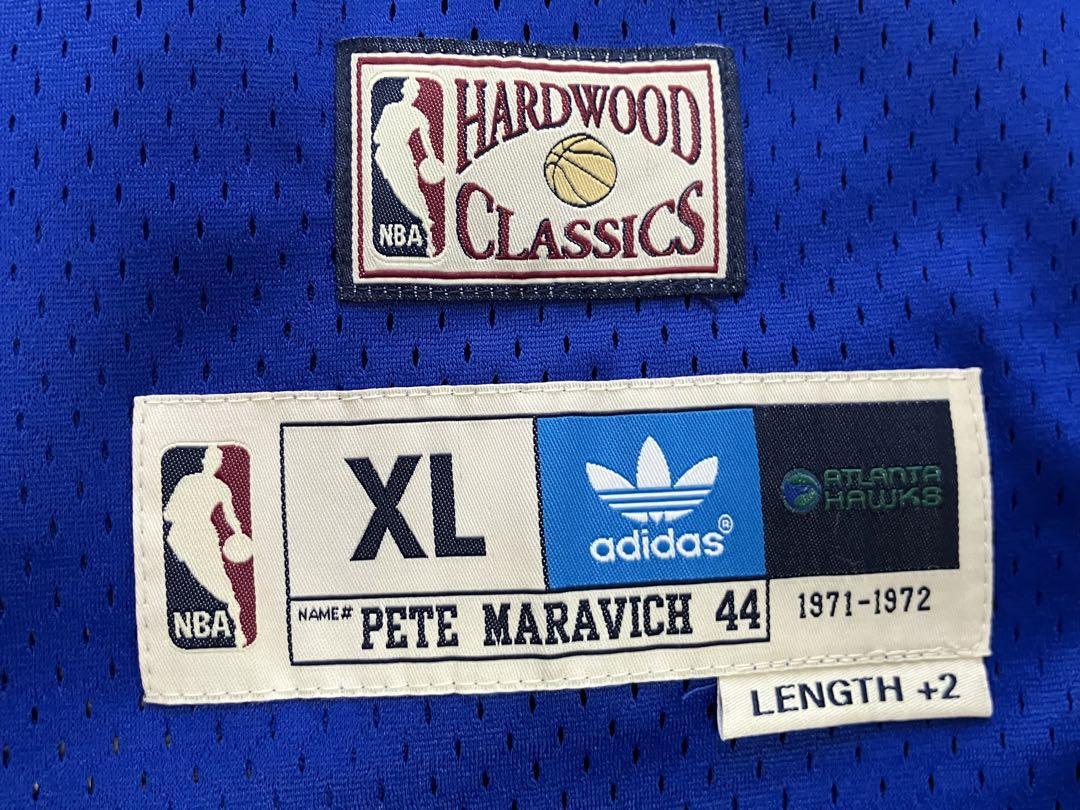 HARDWOOD
NBA
CLASSICS
XL
adidas®
ATLANTA
HAWKS
NBA
NAME# PETE MARAVICH 44
1971-1972
LENGTH +2